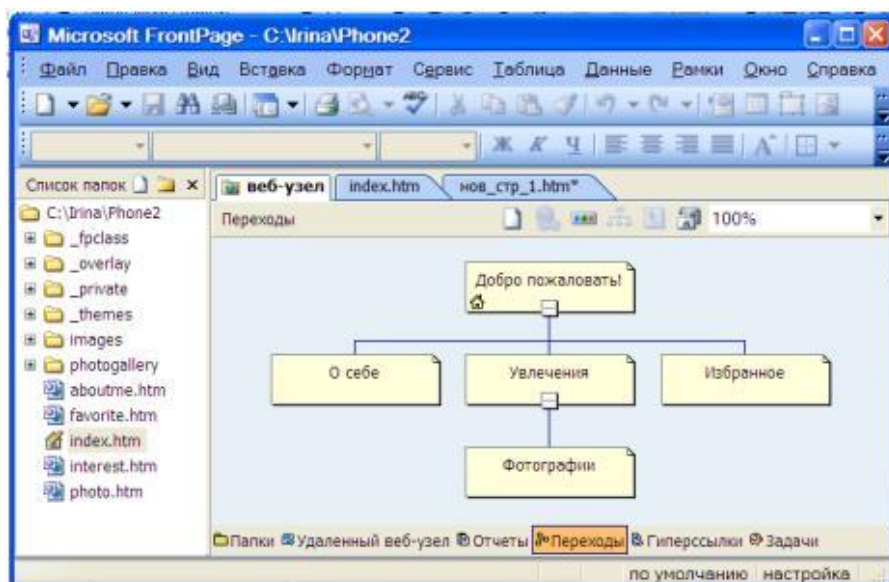 Microsoft FrontPage - C:\Irina\Phone2
Файл Правка Вид Вставка Формат Сервис Таблица Данные Рамки Окно Справка
Ж К Ч
Список папок
веб-узел index.htm нов_стр_1.htm*
C:\Irina\Phone2
Переходы 100%
_fpclass
_overlay
_private
_themes
images
photogallery
aboutme.htm
favorite.htm
index.htm
interest.htm
photo.htm
Добро пожаловать!
О себе Увлечения Избранное
Фотографии
Папки Удаленный веб-узел Отчеты Переходы Гиперссылки Задачи
по умолчанию настройка